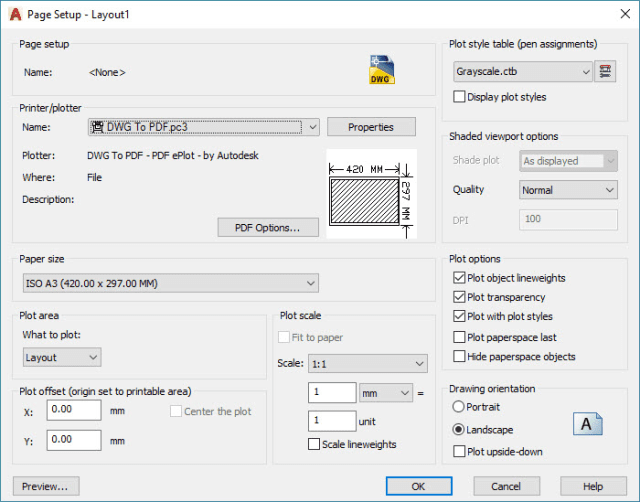 Page Setup - Layout1
Page setup
Name: <None>
DWG
Printer/plotter
Name: DWG To PDF.pc3 Properties
Plotter: DWG To PDF - PDF ePlot - by Autodesk
Where: File
Description:
420 MM
297 MM
PDF Options...
Paper size
ISO A3 (420.00 x 297.00 MM)
Plot area
What to plot:
Layout
Plot offset (origin set to printable area)
X: 0.00 mm Center the plot
Y: 0.00 mm
Plot scale
Fit to paper
Scale: 1:1
1 mm =
1 unit
Scale lineweights
Plot style table (pen assignments)
Grayscale.ctb
Display plot styles
Shaded viewport options
Shade plot As displayed
Quality Normal
DPI 100
Plot options
Plot object lineweights
Plot transparency
Plot with plot styles
Plot paperspace last
Hide paperspace objects
Drawing orientation
Portrait
Landscape
Plot upside-down
A
Preview... OK Cancel Help